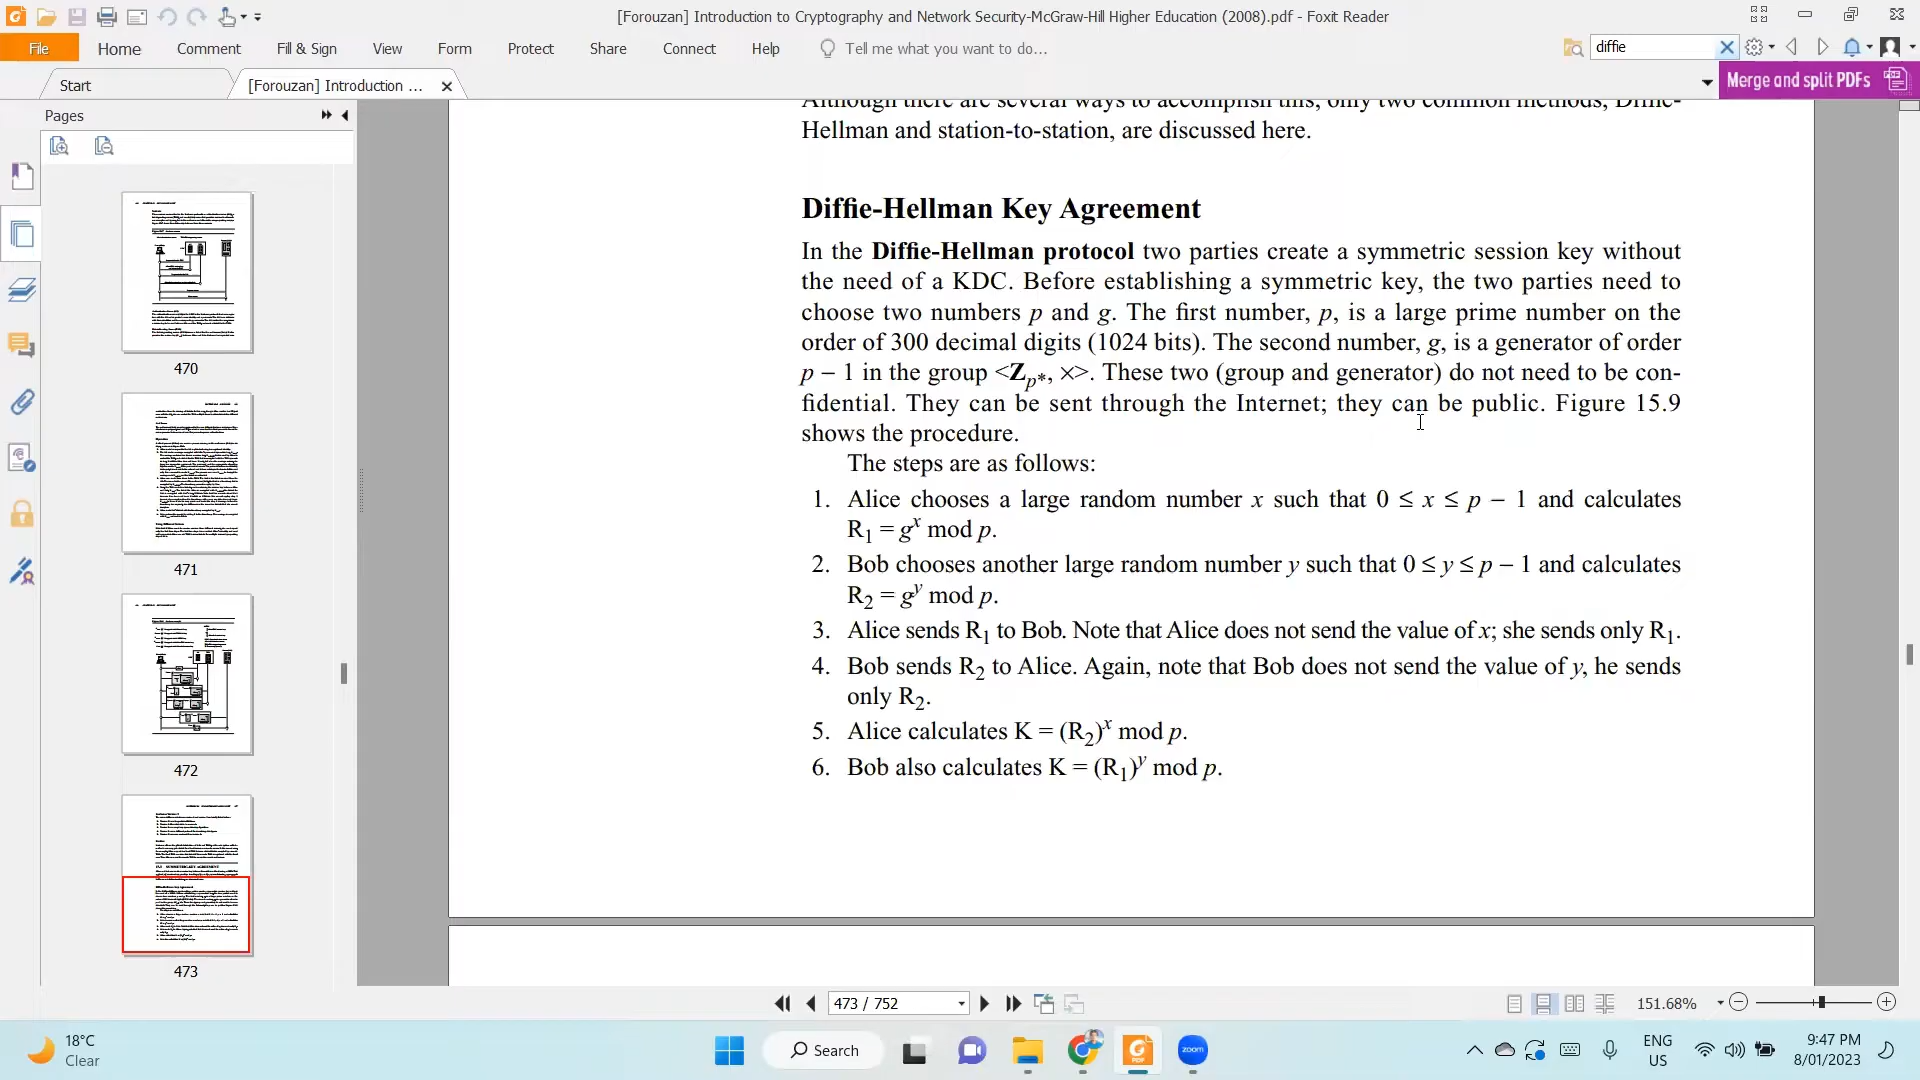 [Forouzan] Introduction to Cryptography and Network Security-McGraw-Hill Higher Education (2008).pdf - Foxit Reader
File Home Comment Fill & Sign View Form Protect Share Connect Help Tell me what you want to do... diffie
Start [Forouzan] Introduction ... Merge and split PDFs
Pages
470
471
472
473
Although there are several ways to accomplish this, only two common methods, Diffie-
Hellman and station-to-station, are discussed here.
Diffie-Hellman Key Agreement
In the Diffie-Hellman protocol two parties create a symmetric session key without
the need of a KDC. Before establishing a symmetric key, the two parties need to
choose two numbers p and g. The first number, p, is a large prime number on the
order of 300 decimal digits (1024 bits). The second number, g, is a generator of order
p − 1 in the group <Zp*, ×>. These two (group and generator) do not need to be con-
fidential. They can be sent through the Internet; they can be public. Figure 15.9
shows the procedure.
The steps are as follows:
1. Alice chooses a large random number x such that 0 ≤ x ≤ p − 1 and calculates
R1 = g^x mod p.
2. Bob chooses another large random number y such that 0 ≤ y ≤ p − 1 and calculates
R2 = g^y mod p.
3. Alice sends R1 to Bob. Note that Alice does not send the value of x; she sends only R1.
4. Bob sends R2 to Alice. Again, note that Bob does not send the value of y, he sends
only R2.
5. Alice calculates K = (R2)^x mod p.
6. Bob also calculates K = (R1)^y mod p.
473 / 752
151.68%
18°C
Clear
Search
zoom
ENG
US
9:47 PM
8/01/2023